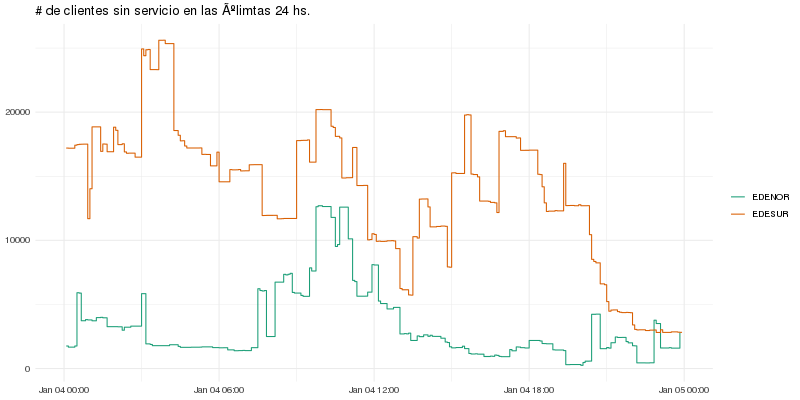 # de clientes sin servicio en las Ãºlimtas 24 hs.
20000
10000
0
Jan 04 00:00
Jan 04 06:00
Jan 04 12:00
Jan 04 18:00
Jan 05 00:00
EDENOR
EDESUR